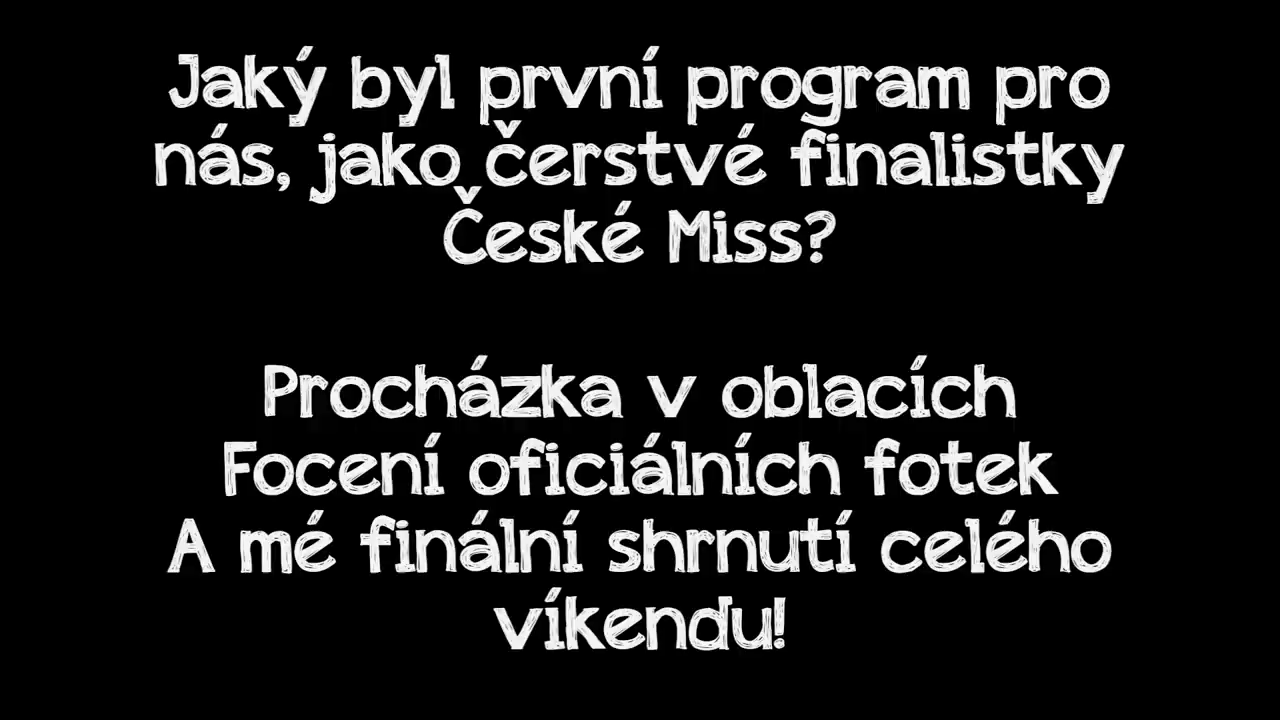 Jaký byl první program pro
nás, jako čerstvé finalistky
České Miss?
Procházka v oblacích
Focení oficiálních fotek
A mé finální shrnutí celého
víkendu!